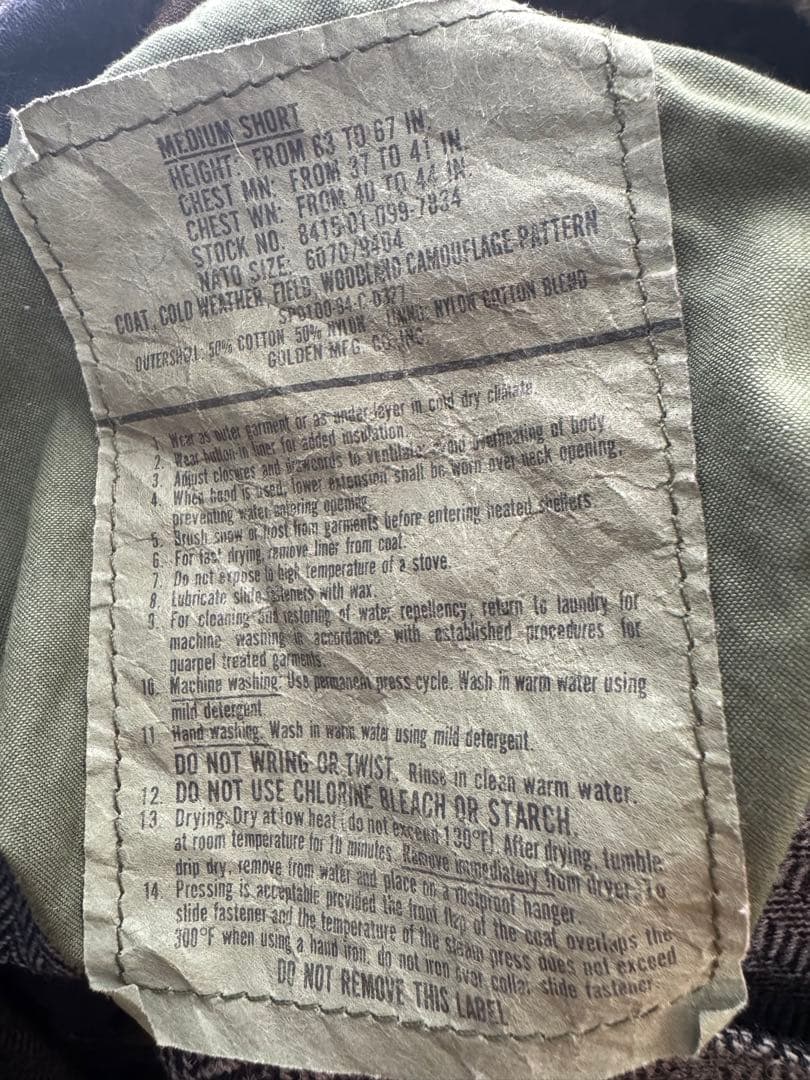 MEDIUM SHORT
HEIGHT: FROM 63 TO 67 IN.
CHEST MN: FROM 37 TO 41 IN.
CHEST WN: FROM 40 TO 44 IN.
STOCK NO. 8415-01-099-7834
NATO SIZE: 6070/9404
COAT, COLD WEATHER, FIELD, WOODLAND CAMOUFLAGE PATTERN
SPO100-94-C-0327
OUTERSHELL: 50% COTTON 50% NYLON LINING: NYLON COTTON BLEND
GOLDEN MFG. CO. INC
1. Wear as outer garment or as under-layer in cold dry climate.
2. Wear button-in liner for added insulation.
3. Adjust closures and drawcords to ventilate avoid overheating of body
4. When hood is used, lower extension shall be worn over neck opening,
preventing water entering opening.
5. Brush snow or frost from garments before entering heated shelters
6. For fast drying, remove liner from coat.
7. Do not expose to high temperature of a stove.
8. Lubricate slide fasteners with wax.
9. For cleaning and restoring of water repellency, return to laundry for
machine washing in accordance with established procedures for
quarpel treated garments.
10. Machine washing: Use permanent press cycle. Wash in warm water using
mild detergent
11 Hand washing: Wash in warm water using mild detergent.
DO NOT WRING OR TWIST. Rinse in clean warm water.
12. DO NOT USE CHLORINE BLEACH OR STARCH.
13 Drying: Dry at low heat (do not exceed 130°F). After drying, tumble
at room temperature for 10 minutes. Remove immediately from dryer. To
drip dry, remove from water and place on a rustproof hanger.
14. Pressing is acceptable provided the front flap of the coat overlaps the
slide fastener and the temperature of the steam press does not exceed
300°F when using a hand iron, do not iron over collar slide fastener.
DO NOT REMOVE THIS LABEL